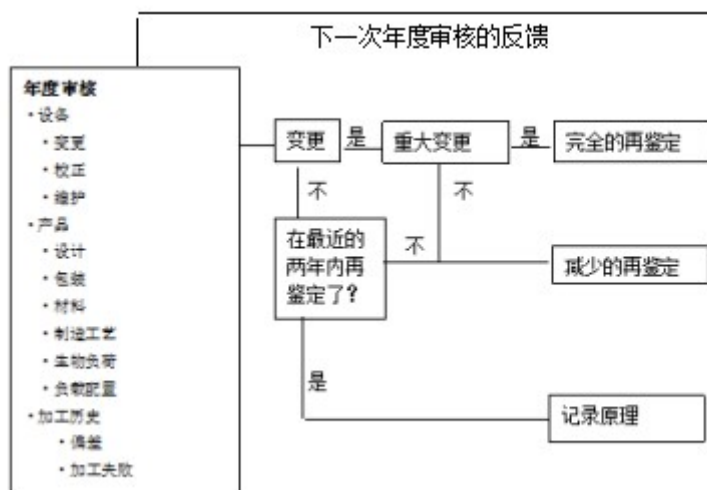 下一次年度审核的反馈
年度审核
• 设备
• 变更
• 校正
• 维护
• 产品
• 设计
• 包装
• 材料
• 制造工艺
• 生物负荷
• 负载配置
• 加工历史
• 偏差
• 加工失败
变更
是
重大变更
是
完全的再鉴定
不
不
在最近的
两年内再
鉴定了？
不
减少的再鉴定
是
记录原理